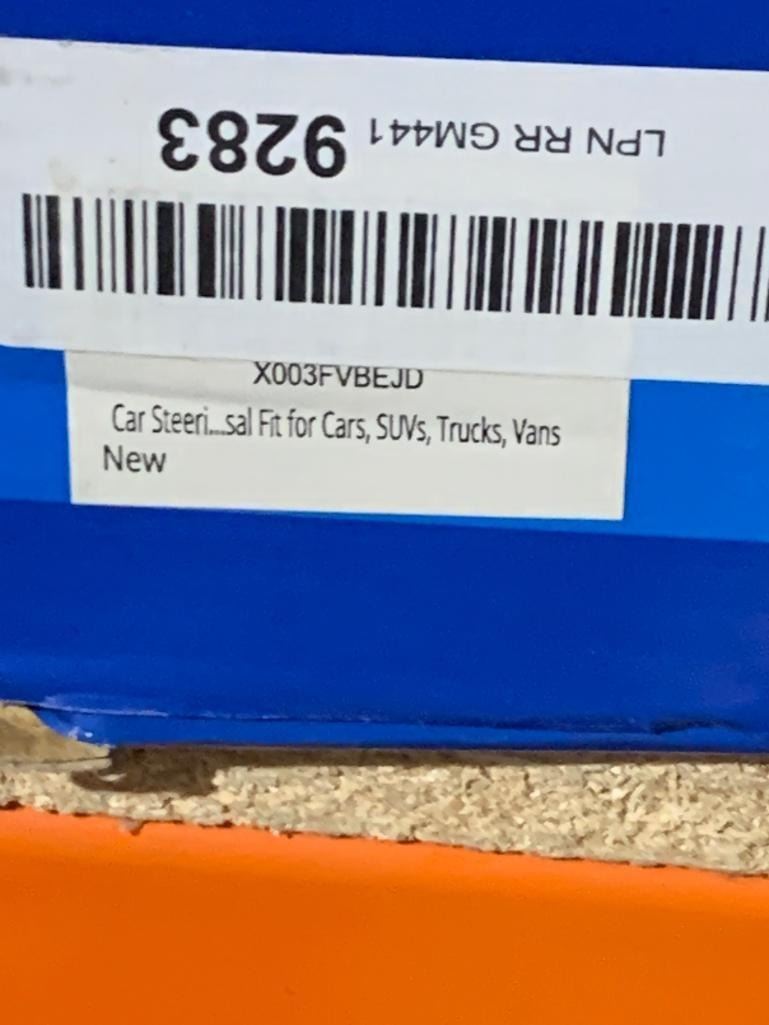 LPN RR GM441 9283
X003FVBEJD
Car Steeri...sal Fit for Cars, SUVs, Trucks, Vans
New